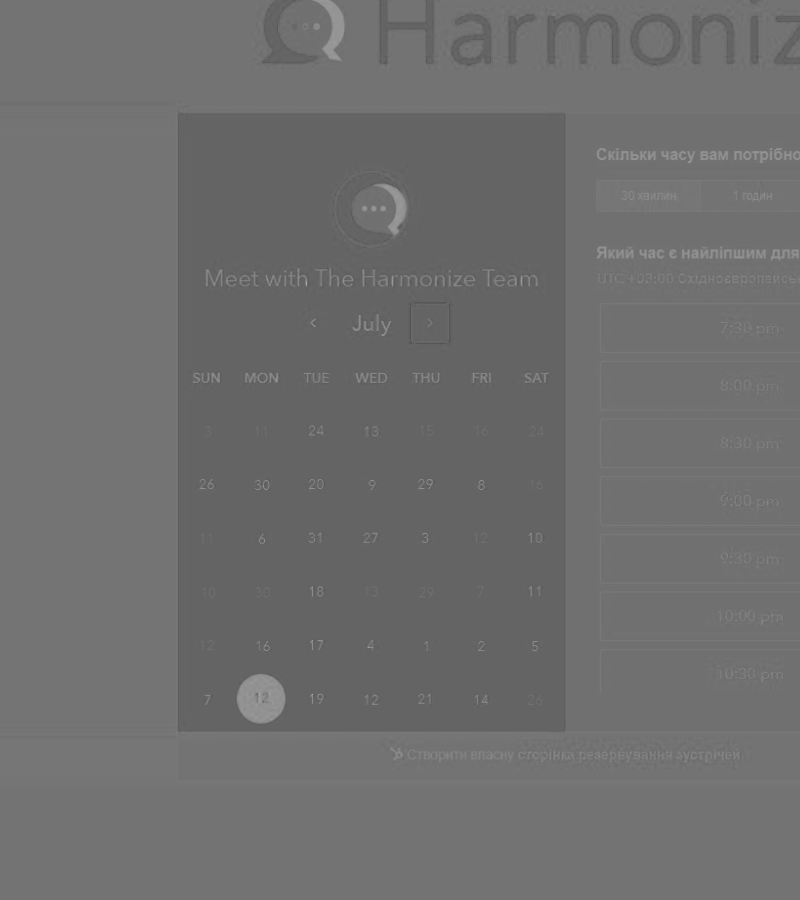 Harmoniz
Meet with The Harmonize Team
July
SUN MON TUE WED THU FRI SAT
3 11 24 13 15 16 24
26 30 20 9 29 8 16
11 6 31 27 3 12 10
10 30 18 13 29 7 11
12 16 17 4 1 2 5
7 12 19 12 21 14 26
Скільки часу вам потрібно
30 хвилин 1 годин
Який час є найліпшим для
UTC +03:00 Східноєвропейськ
7:30 pm
8:00 pm
8:30 pm
9:00 pm
9:30 pm
10:00 pm
10:30 pm
Створити власну сторінка резервування зустрічей